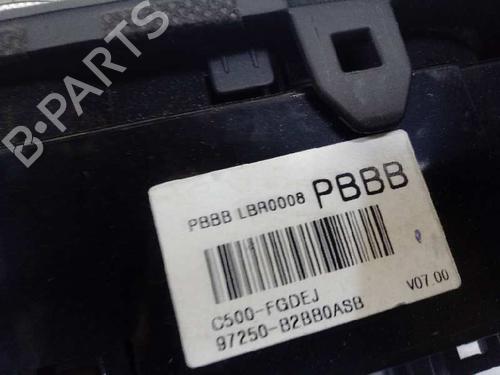 B-PARTS
PBBB LBR0008 PBBB
C500-FGDEJ
97250-B2BB0ASB
V07.00